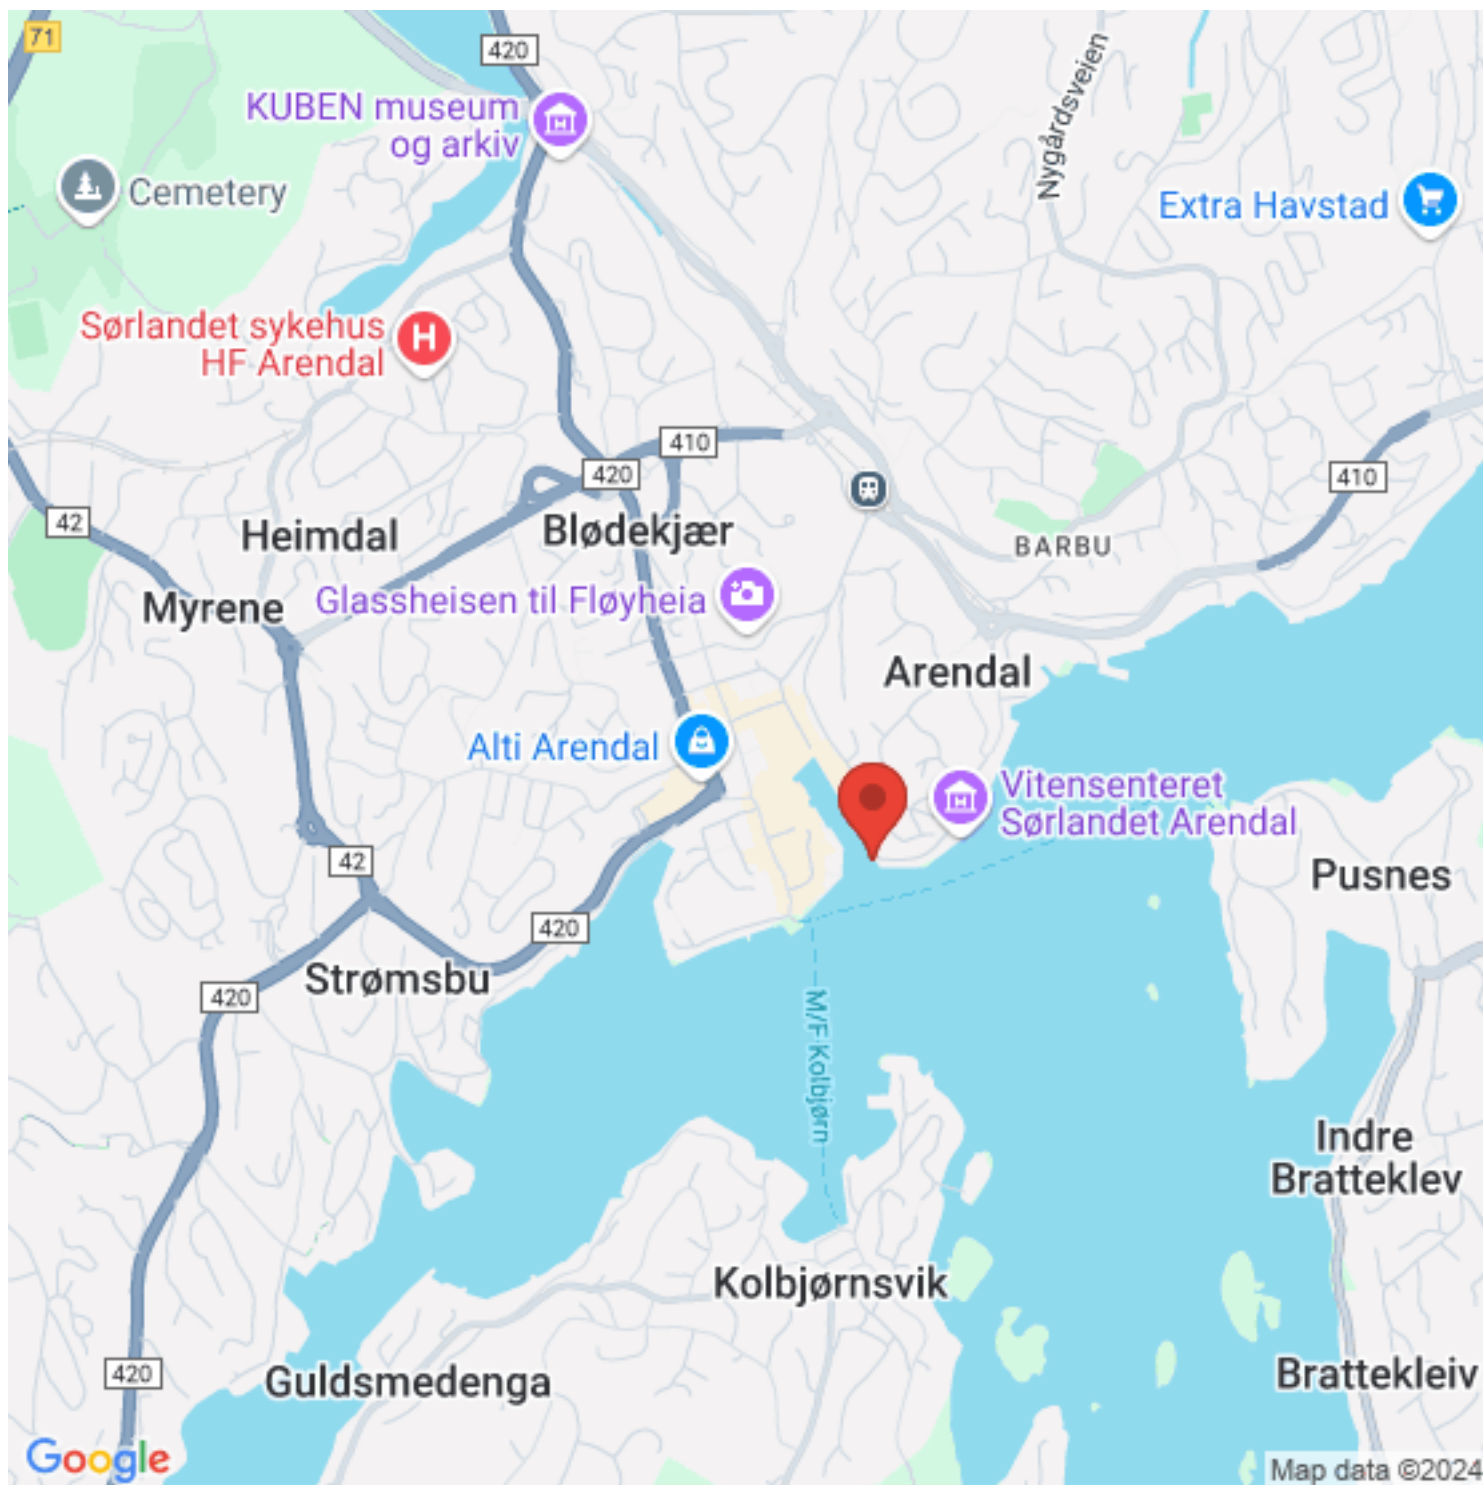 71
420
KUBEN museum
og arkiv
Nygårdsveien
Cemetery
Extra Havstad
Sørlandet sykehus
HF Arendal
H
410
420
410
42
Heimdal
Blødekjær
BARBU
Myrene
Glassheisen til Fløyheia
Arendal
Alti Arendal
Vitensenteret
Sørlandet Arendal
42
Pusnes
420
Strømsbu
420
M/F Kolbjørn
Indre
Bratteklev
Kolbjørnsvik
420
Guldsmedenga
Brattekleiv
Google
Map data ©2024